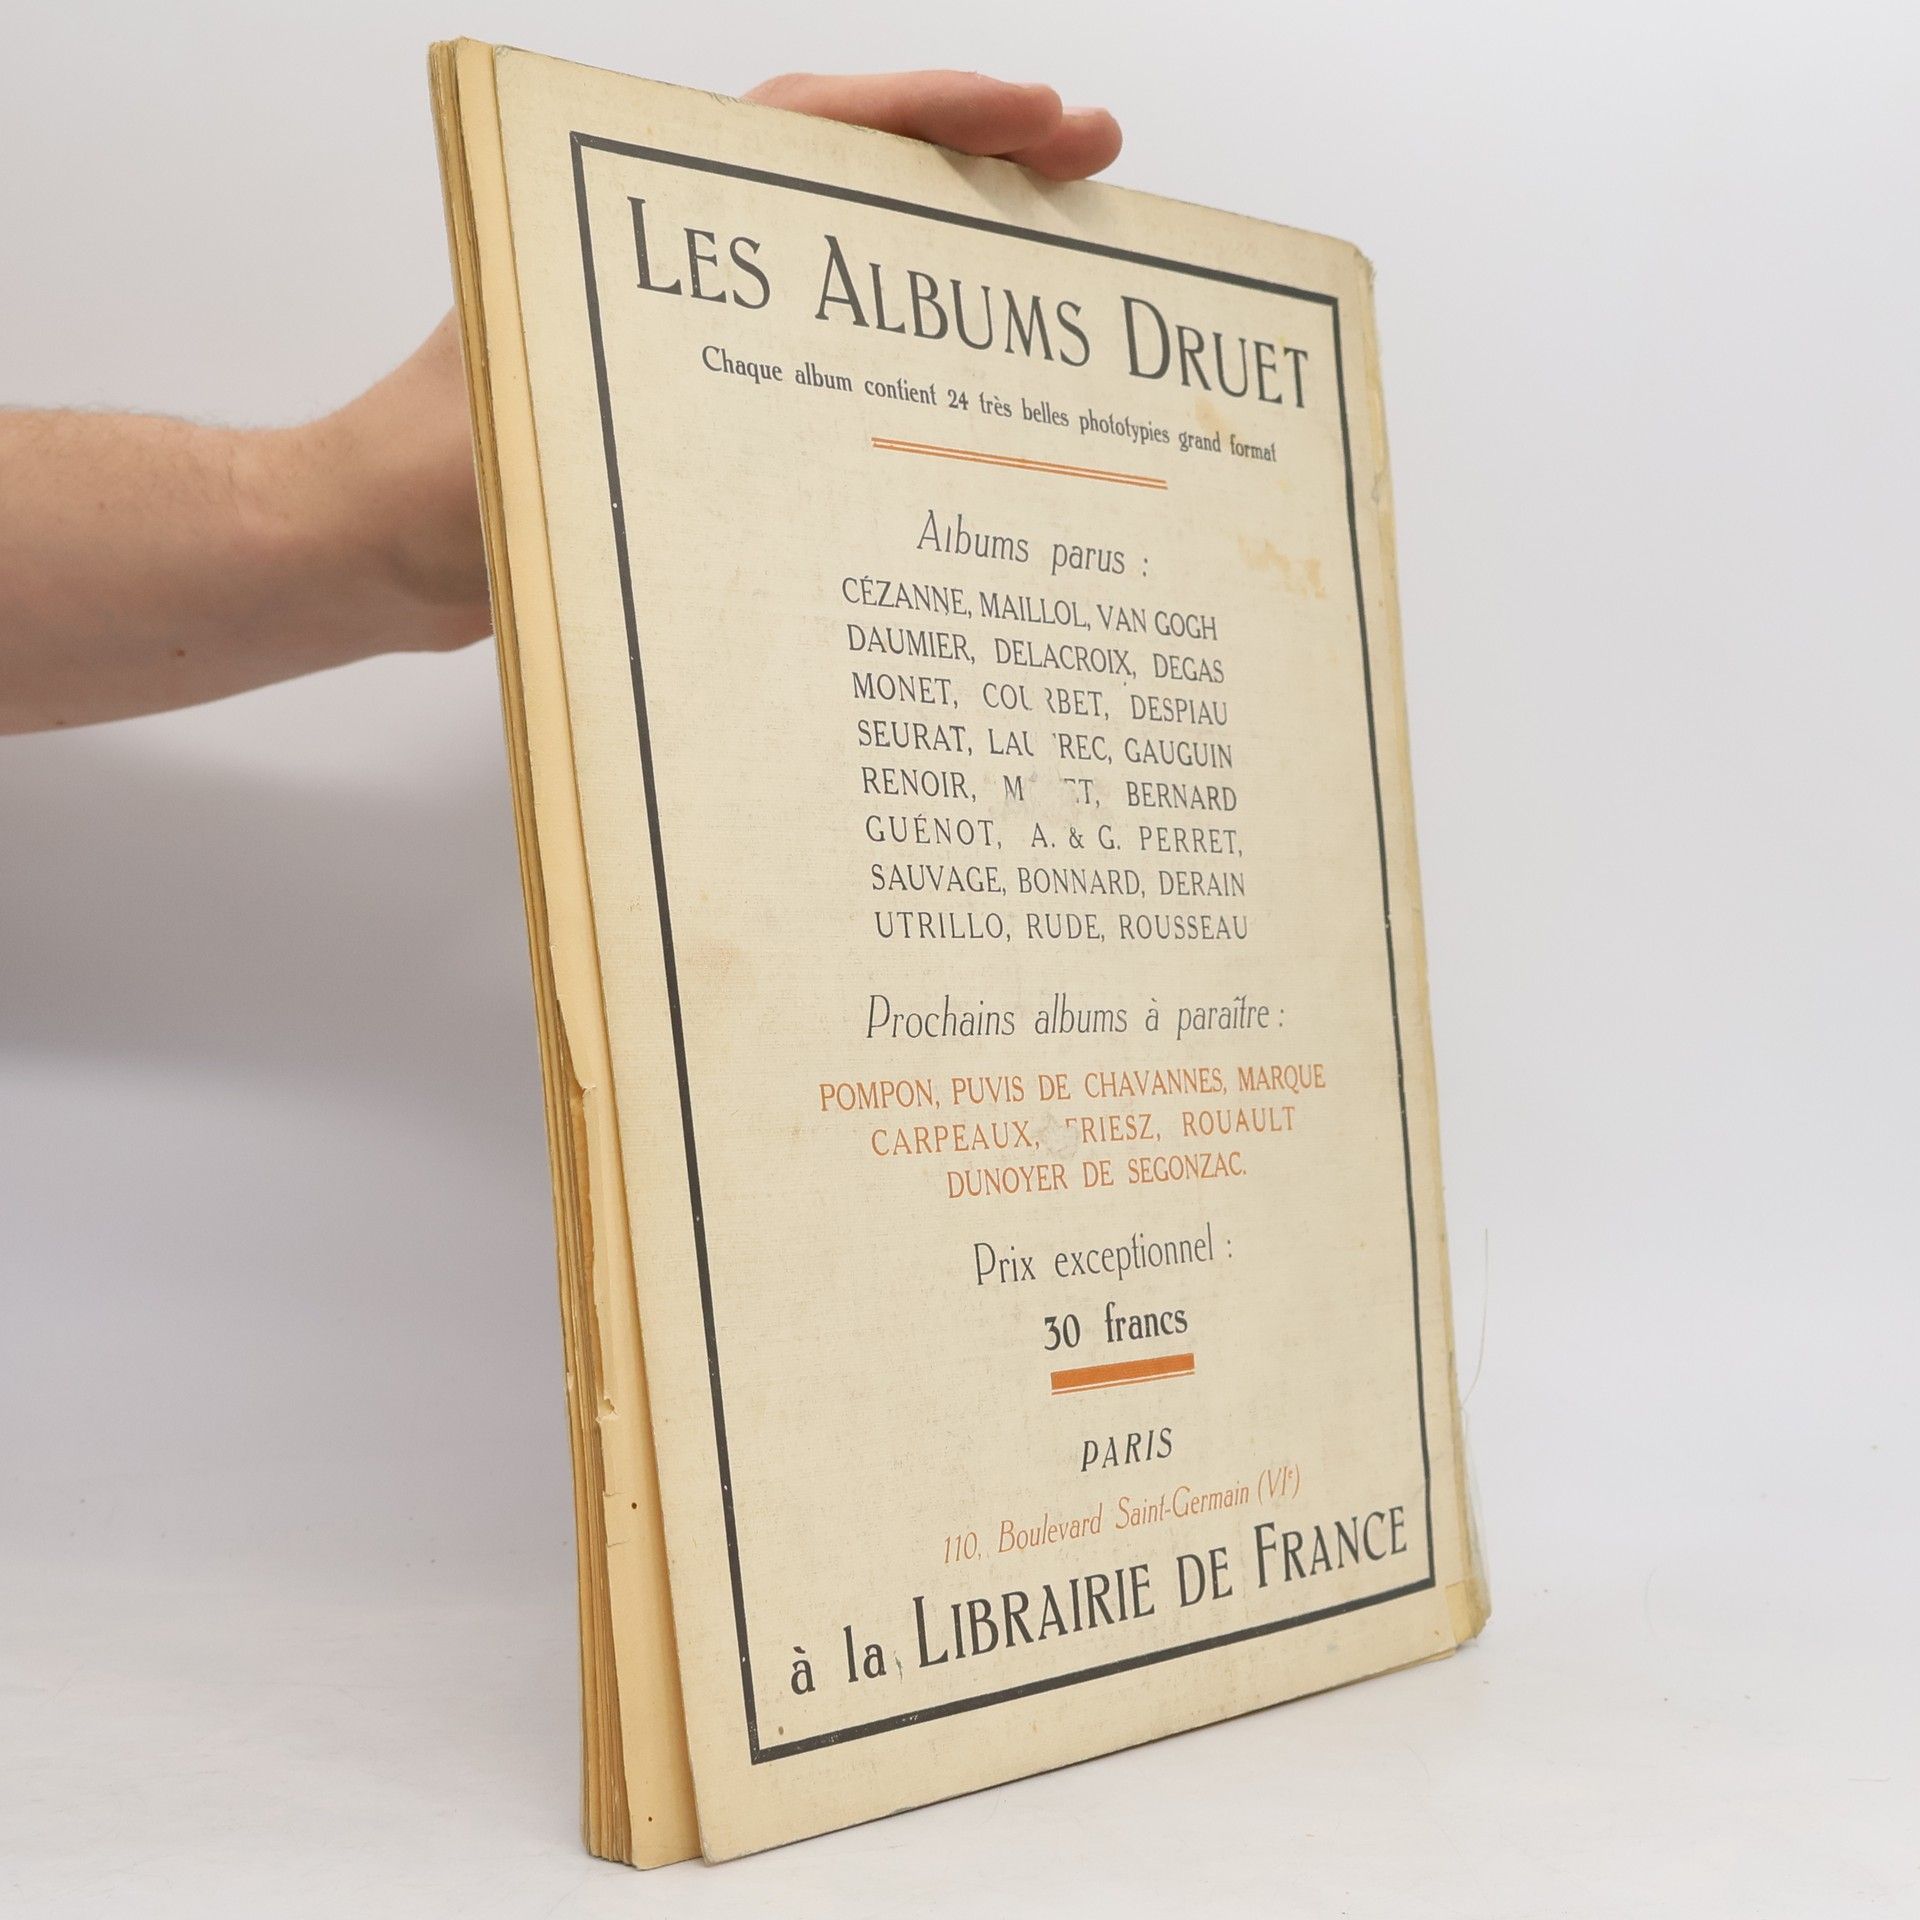 LES ALBUMS DRUET
Chaque album contient 24 très belles phototypies grand format
Albums parus :
CÉZANNE, MAILLOL, VAN GOGH
DAUMIER, DELACROIX, DEGAS
MONET, COURBET, DESPIAU
SEURAT, LAUTREC, GAUGUIN
RENOIR, BERNARD
GUÉNOT, A. & G. PERRET,
SAUVAGE, BONNARD, DERAIN
UTRILLO, RUDE, ROUSSEAU
Prochains albums à paraître :
POMPON, PUVIS DE CHAVANNES, MARQUE
CARPEAUX, FRIESZ, ROUAULT
DUNOYER DE SEGONZAC.
Prix exceptionnel :
30 francs
PARIS
110, Boulevard Saint-Germain (VIe)
à la LIBRAIRIE DE FRANCE